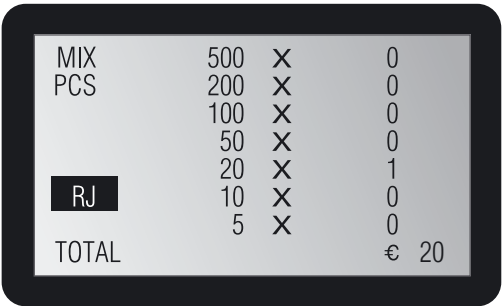 MIX 500 X 0
PCS 200 X 0
100 X 0
50 X 0
20 X 1
RJ 10 X 0
5 X 0
TOTAL € 20